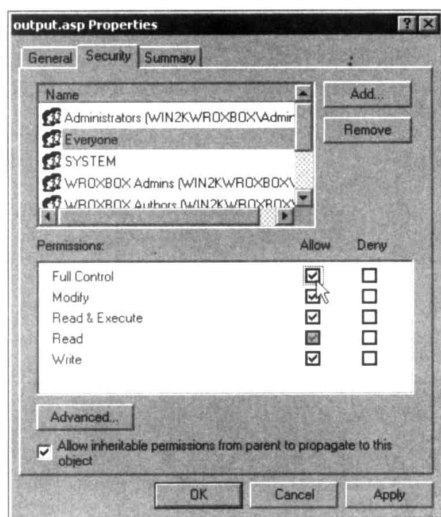 output.asp Properties
General Security Summary
Name
Administrators (WIN2KWROXBOX\Admir
Everyone
SYSTEM
WROXBOX Admins (WIN2KWROXBOX\
WROXBOX Authors (WIN2KWROXBOX\
Add...
Remove
Permissions: Allow Deny
Full Control
Modify
Read & Execute
Read
Write
Advanced...
Allow inheritable permissions from parent to propagate to this
object
OK Cancel Apply